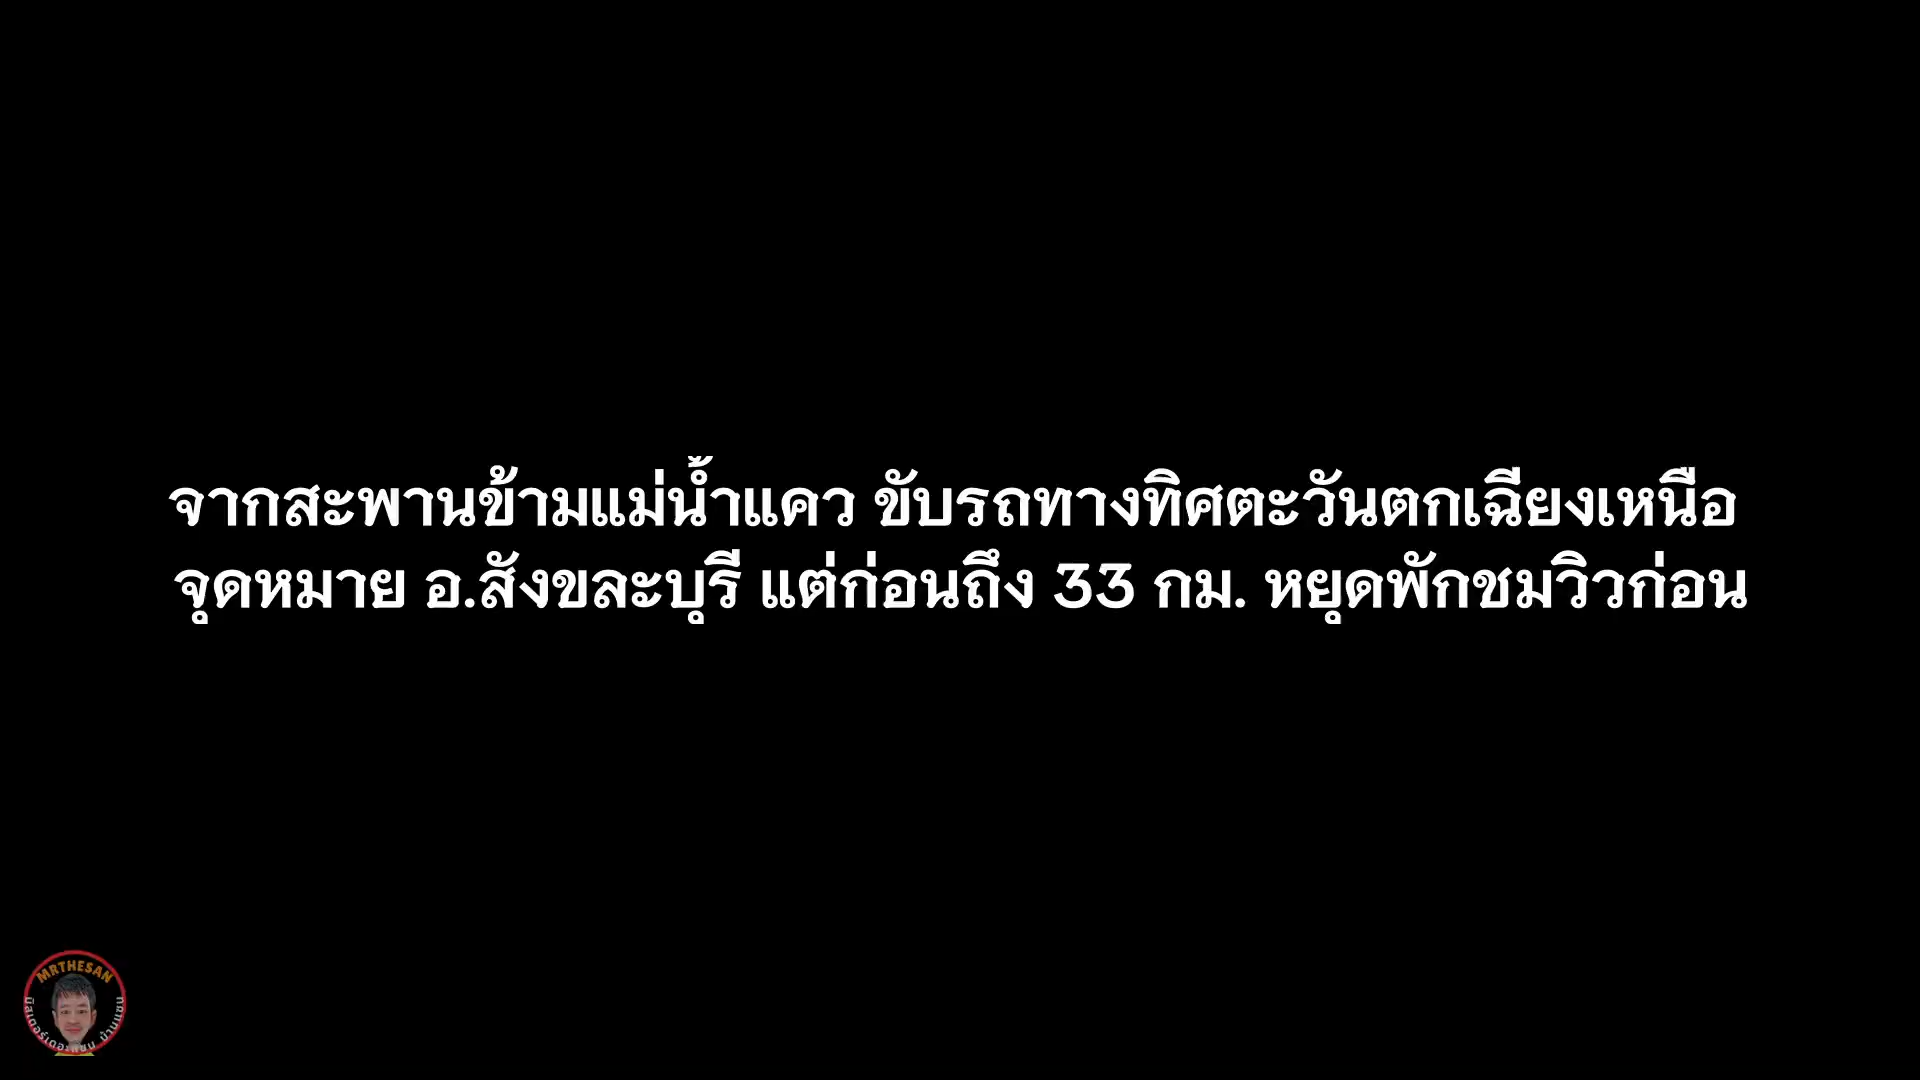 จากสะพานข้ามแม่น้ำแคว ขับรถทางทิศตะวันตกเฉียงเหนือ
จุดหมาย อ.สังขละบุรี แต่ก่อนถึง 33 กม. หยุดพักชมวิวก่อน
MRTHESAN